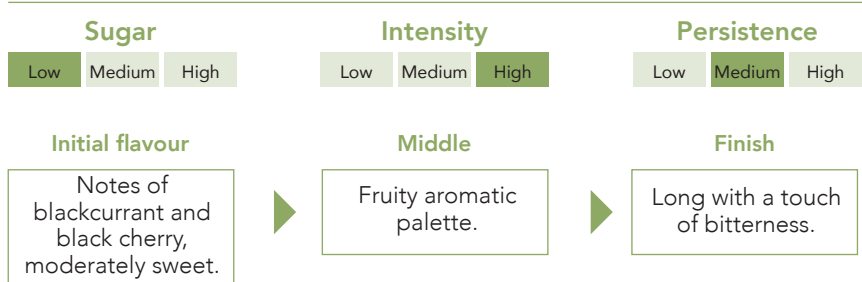 Sugar
Low Medium High
Intensity
Low Medium High
Persistence
Low Medium High
Initial flavour
Notes of
blackcurrant and
black cherry,
moderately sweet.
Middle
Fruity aromatic
palette.
Finish
Long with a touch
of bitterness.